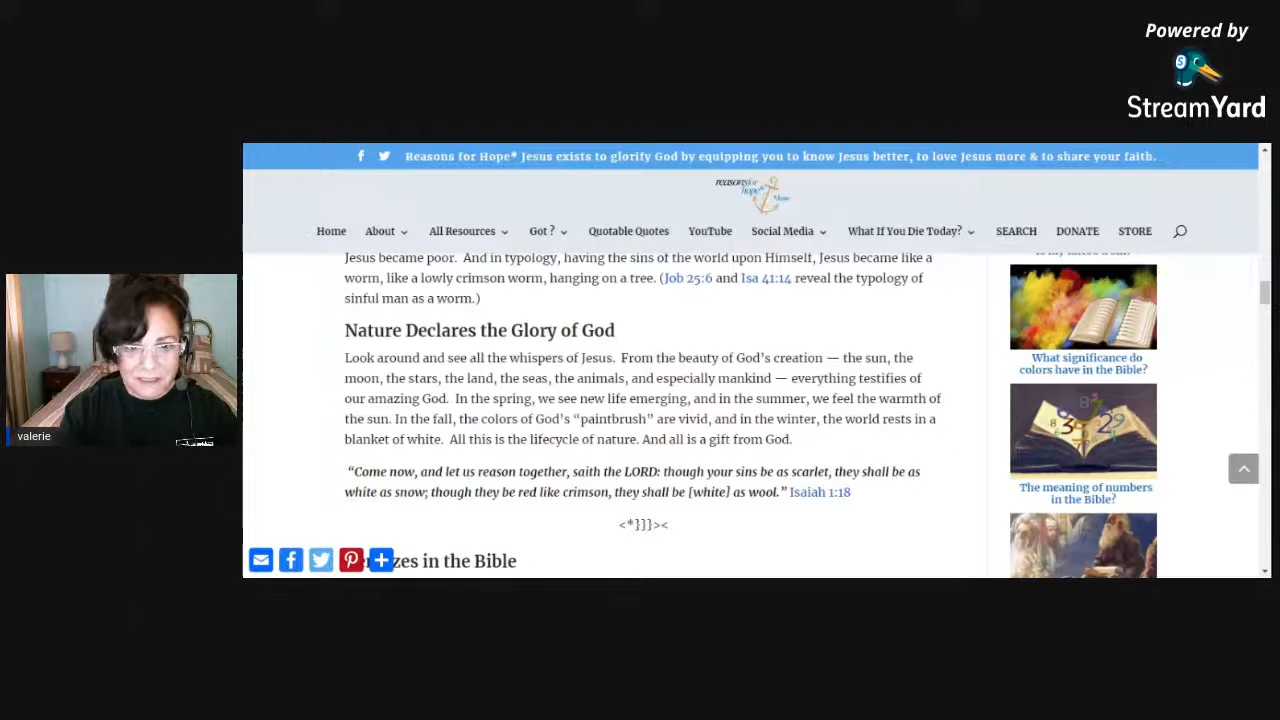 Powered by
StreamYard
Reasons for Hope* Jesus exists to glorify God by equipping you to know Jesus better, to love Jesus more & to share your faith.
reasons for
hope*
*Jesus
Home About All Resources Got ? Quotable Quotes YouTube Social Media What If You Die Today? SEARCH DONATE STORE
Jesus became poor. And in typology, having the sins of the world upon Himself, Jesus became like a
worm, like a lowly crimson worm, hanging on a tree. (Job 25:6 and Isa 41:14 reveal the typology of
sinful man as a worm.)
Nature Declares the Glory of God
Look around and see all the whispers of Jesus. From the beauty of God’s creation — the sun, the
moon, the stars, the land, the seas, the animals, and especially mankind — everything testifies of
our amazing God. In the spring, we see new life emerging, and in the summer, we feel the warmth of
the sun. In the fall, the colors of God’s “paintbrush” are vivid, and in the winter, the world rests in a
blanket of white. All this is the lifecycle of nature. And all is a gift from God.
“Come now, and let us reason together, saith the LORD: though your sins be as scarlet, they shall be as
white as snow; though they be red like crimson, they shall be [white] as wool.” Isaiah 1:18
<*}}}><
in the Bible
What significance do
colors have in the Bible?
The meaning of numbers
in the Bible?
valerie